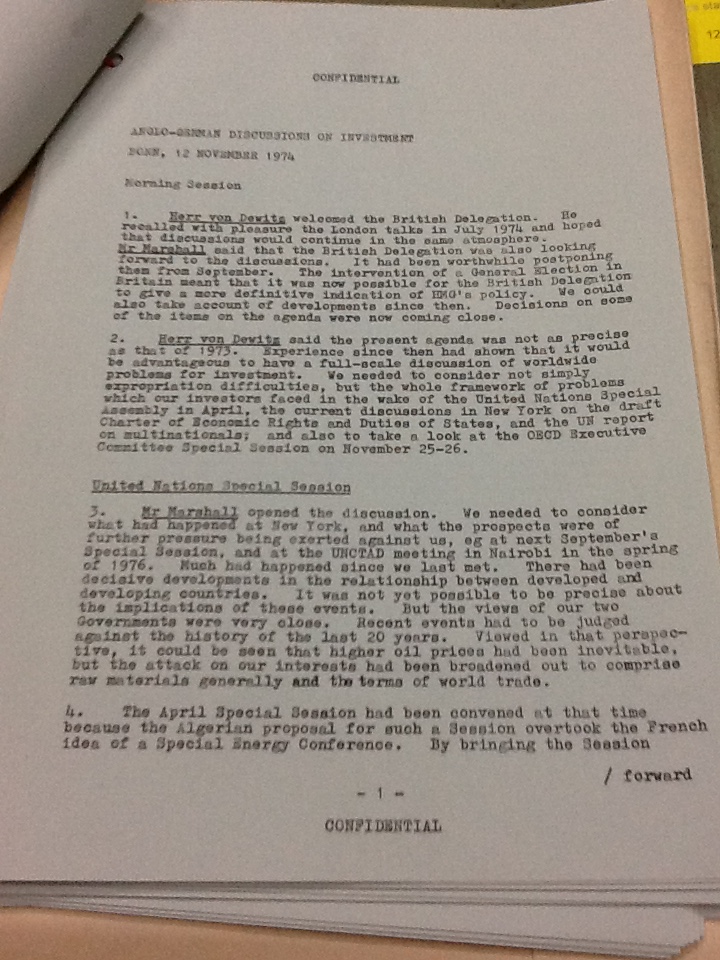 CONFIDENTIAL
ANGLO-GERMAN DISCUSSIONS ON INVESTMENT
BONN, 12 NOVEMBER 1974
Morning Session
1. Herr von Dewitz welcomed the British Delegation. He
recalled with pleasure the London talks in July 1974 and hoped
that discussions would continue in the same atmosphere.
Mr Marshall said that the British Delegation was also looking
forward to the discussions. It had been worthwhile postponing
them from September. The intervention of a General Election in
Britain meant that it was now possible for the British Delegation
to give a more definitive indication of HMG's policy. We could
also take account of developments since then. Decisions on some
of the items on the agenda were now coming close.
2. Herr von Dewitz said the present agenda was not as precise
as that of 1973. Experience since then had shown that it would
be advantageous to have a full-scale discussion of worldwide
problems for investment. We needed to consider not simply
expropriation difficulties, but the whole framework of problems
which our investors faced in the wake of the United Nations Special
Assembly in April, the current discussions in New York on the draft
Charter of Economic Rights and Duties of States, and the UN report
on multinationals; and also to take a look at the OECD Executive
Committee Special Session on November 25-26.
United Nations Special Session
3. Mr Marshall opened the discussion. We needed to consider
what had happened at New York, and what the prospects were of
further pressure being exerted against us, eg at next September's
Special Session, and at the UNCTAD meeting in Nairobi in the spring
of 1976. Much had happened since we last met. There had been
decisive developments in the relationship between developed and
developing countries. It was not yet possible to be precise about
the implications of these events. But the views of our two
Governments were very close. Recent events had to be judged
against the history of the last 20 years. Viewed in that perspec-
tive, it could be seen that higher oil prices had been inevitable,
but the attack on our interests had been broadened out to comprise
raw materials generally and the terms of world trade.
4. The April Special Session had been convened at that time
because the Algerian proposal for such a Session overtook the French
idea of a Special Energy Conference. By bringing the Session
/ forward
- 1 -
CONFIDENTIAL
12